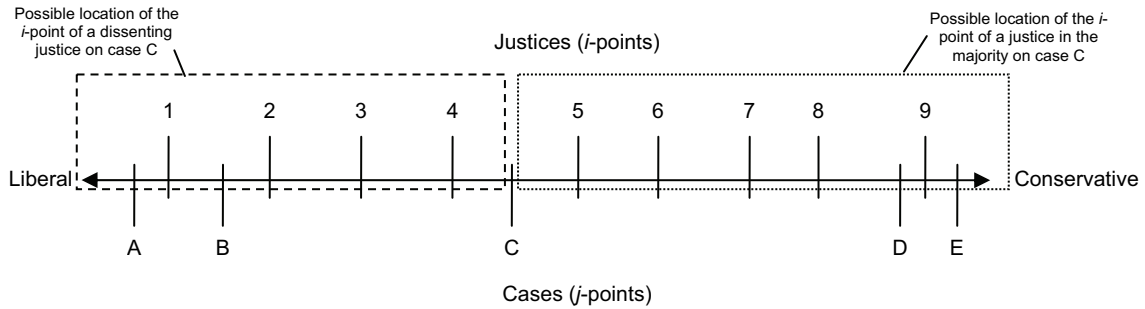 Possible location of the
i-point of a dissenting
justice on case C
Possible location of the i-
point of a justice in the
majority on case C
Justices (i-points)
1 2 3 4 5 6 7 8 9
Liberal Conservative
A B C D E
Cases (j-points)